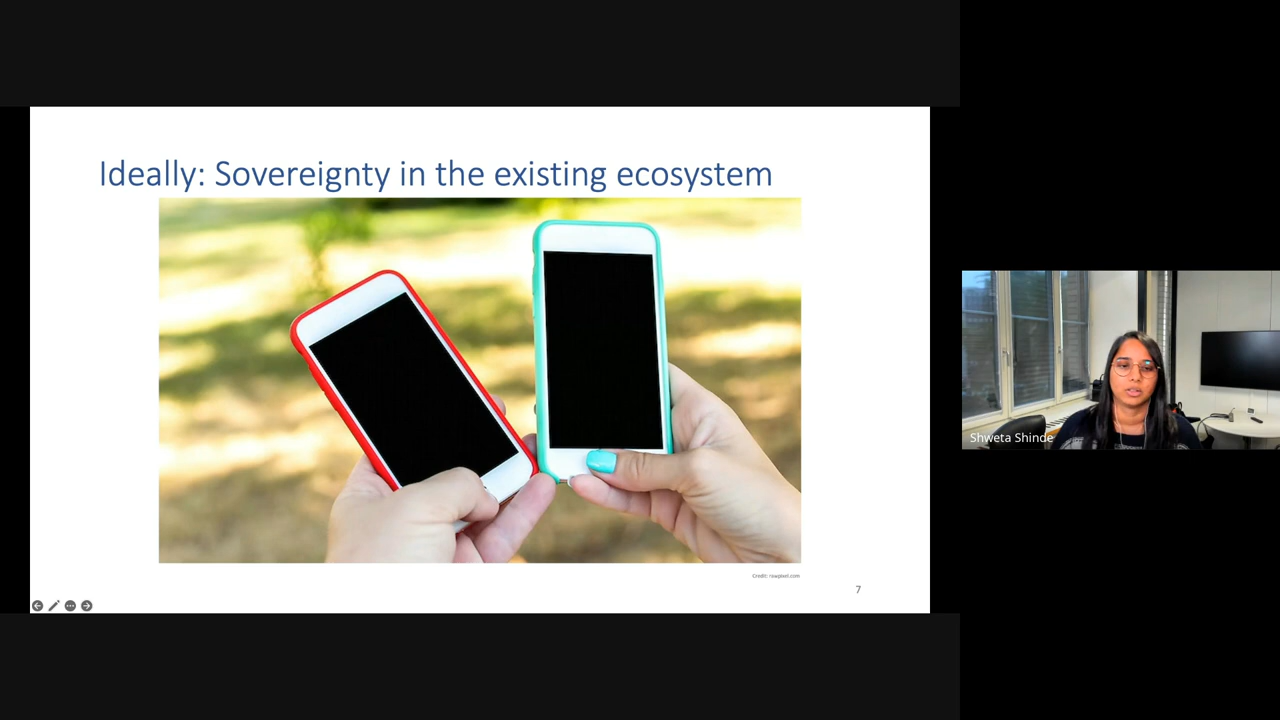 Ideally: Sovereignty in the existing ecosystem
Credit: rawpixel.com
7
Shweta Shinde